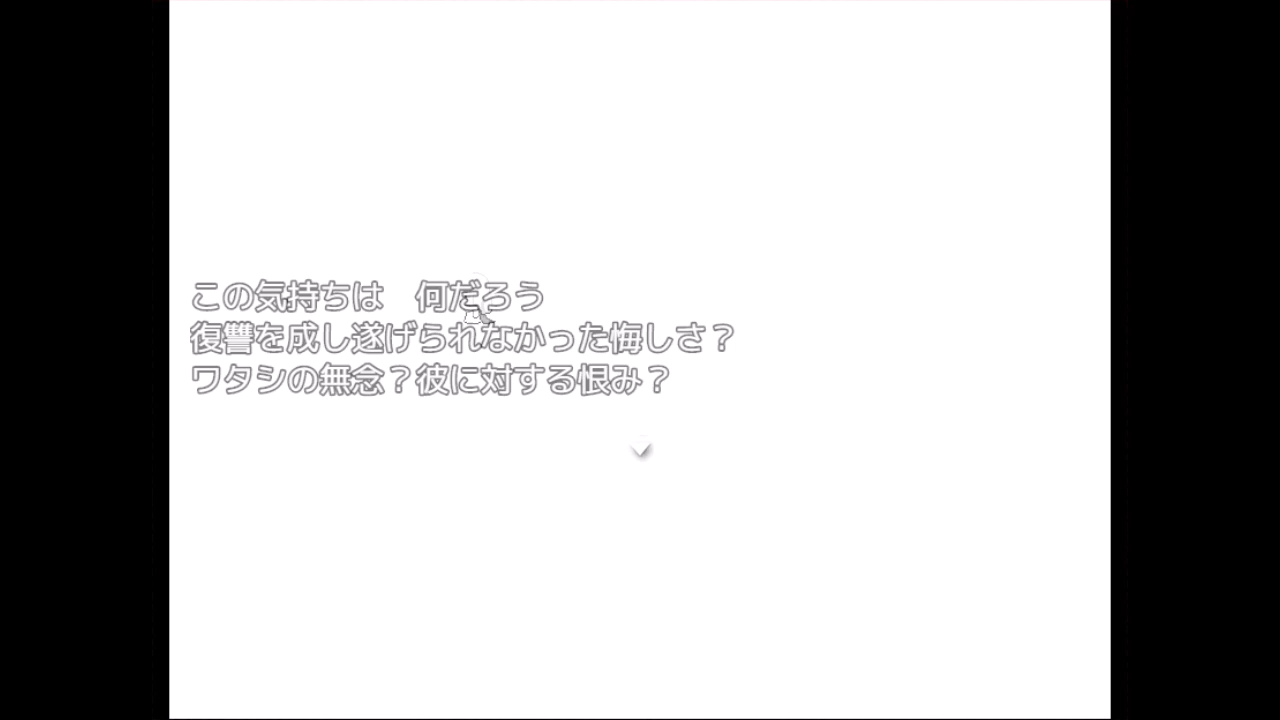 この気持ちは　何だろう
復讐を成し遂げられなかった悔しさ？
ワタシの無念？彼に対する恨み？